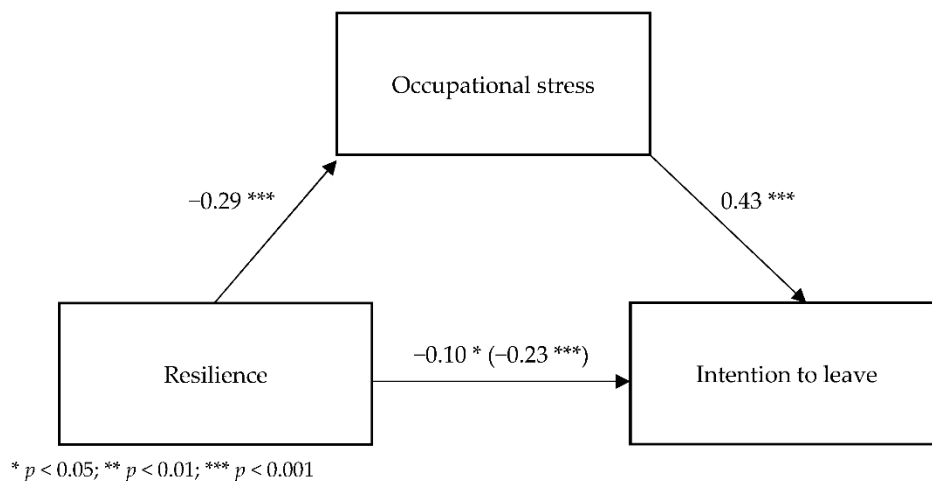 Occupational stress
−0.29 ***
0.43 ***
−0.10 * (−0.23 ***)
Resilience
Intention to leave
* p < 0.05; ** p < 0.01; *** p < 0.001